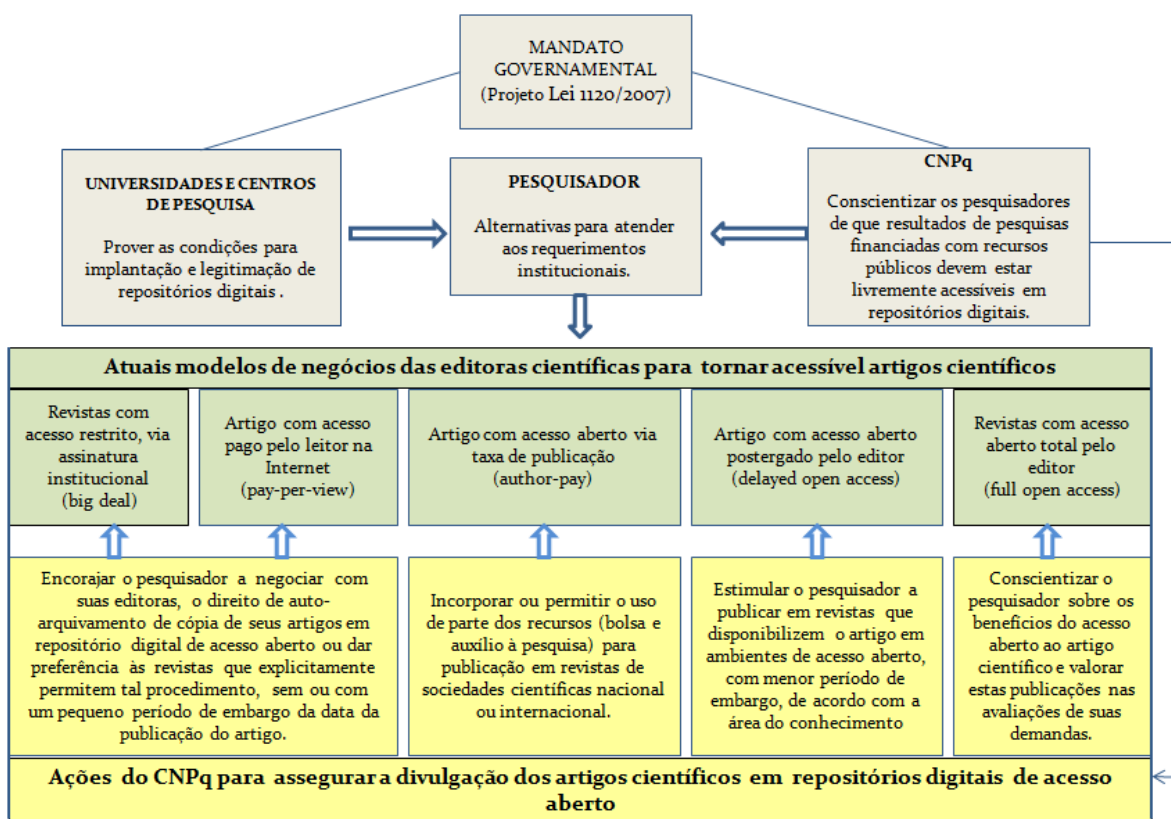 MANDATO
GOVERNAMENTAL
(Projeto Lei 1120/2007)
UNIVERSIDADES E CENTROS
DE PESQUISA
Prover as condições para
implantação e legitimação de
repositórios digitais .
PESQUISADOR
Alternativas para atender
aos requerimentos
institucionais.
CNPq
Conscientizar os pesquisadores
de que resultados de pesquisas
financiadas com recursos
públicos devem estar
livremente acessíveis em
repositórios digitais.
Atuais modelos de negócios das editoras científicas para tornar acessível artigos científicos
Revistas com
acesso restrito, via
assinatura
institucional
(big deal)
Artigo com acesso
pago pelo leitor na
Internet
(pay-per-view)
Artigo com acesso aberto via
taxa de publicação
(author-pay)
Artigo com acesso aberto
postergado pelo editor
(delayed open access)
Revistas com acesso
aberto total pelo
editor
(full open access)
Encorajar o pesquisador a negociar com
suas editoras, o direito de auto-
arquivamento de cópia de seus artigos em
repositório digital de acesso aberto ou dar
preferência às revistas que explicitamente
permitem tal procedimento, sem ou com
um pequeno período de embargo da data da
publicação do artigo.
Incorporar ou permitir o uso
de parte dos recursos (bolsa e
auxílio à pesquisa) para
publicação em revistas de
sociedades científicas nacional
ou internacional.
Estimular o pesquisador a
publicar em revistas que
disponibilizem o artigo em
ambientes de acesso aberto,
com menor período de
embargo, de acordo com a
área do conhecimento
Conscientizar o
pesquisador sobre os
benefícios do acesso
aberto ao artigo
científico e valorar
estas publicações nas
avaliações de suas
demandas.
Ações do CNPq para assegurar a divulgação dos artigos científicos em repositórios digitais de acesso
aberto